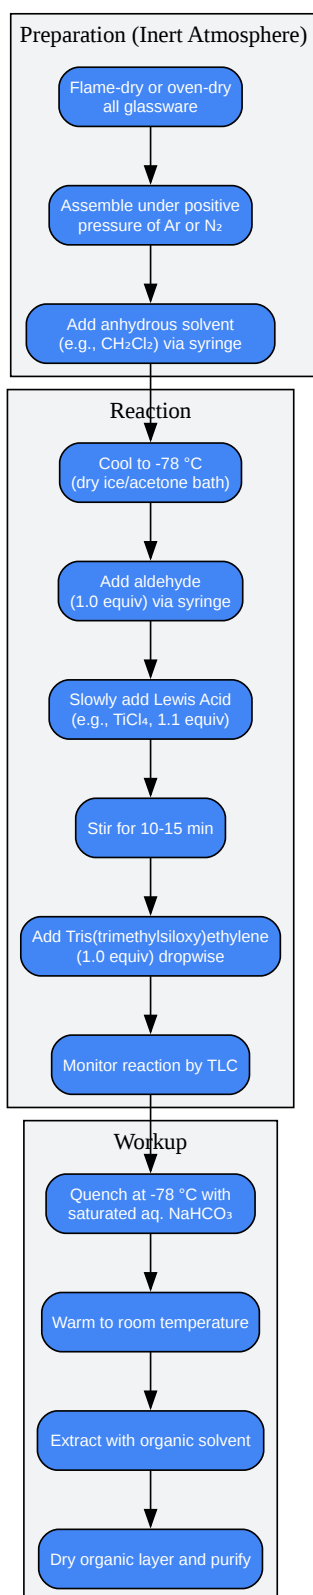 Preparation (Inert Atmosphere)
Flame-dry or oven-dry
all glassware
Assemble under positive
pressure of Ar or N₂
Add anhydrous solvent
(e.g., CH₂Cl₂) via syringe
Reaction
Cool to -78 °C
(dry ice/acetone bath)
Add aldehyde
(1.0 equiv) via syringe
Slowly add Lewis Acid
(e.g., TiCl₄, 1.1 equiv)
Stir for 10-15 min
Add Tris(trimethylsiloxy)ethylene
(1.0 equiv) dropwise
Monitor reaction by TLC
Workup
Quench at -78 °C with
saturated aq. NaHCO₃
Warm to room temperature
Extract with organic solvent
Dry organic layer and purify